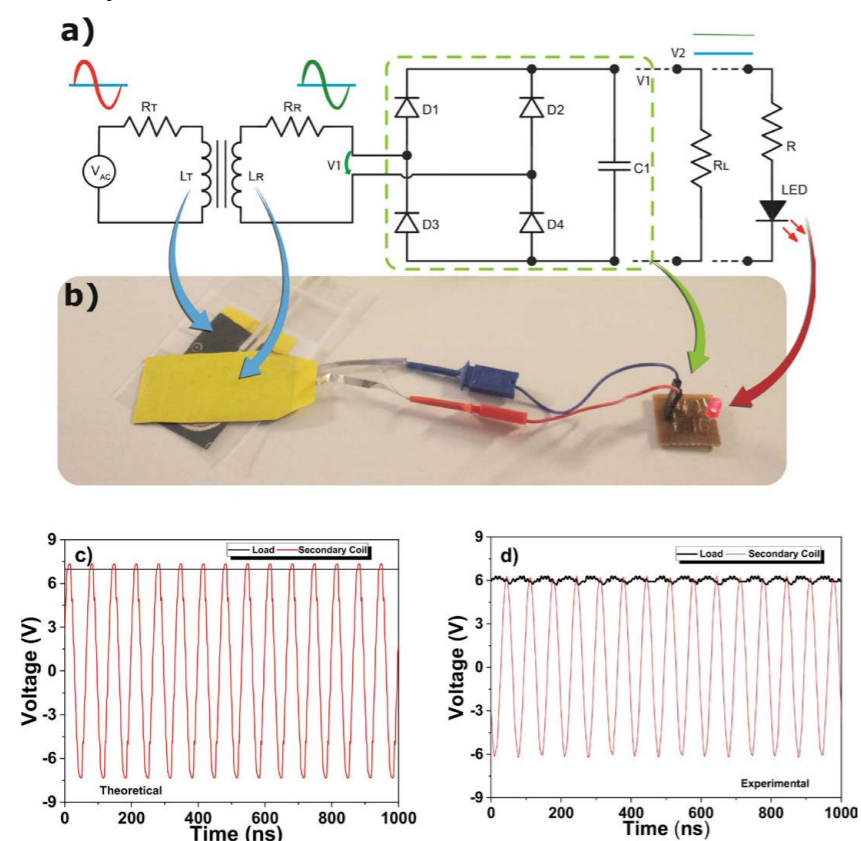 a)
V2
V1
RT
RR
D1
D2
VAC
LT
LR
V1
C1
RL
R
LED
D3
D4
b)
c)
Load
Secondary Coil
9
6
3
0
-3
-6
-9
Voltage (V)
Theoretical
0 200 400 600 800 1000
Time (ns)
d)
Load
Secondary Coil
9
6
3
0
-3
-6
-9
Voltage (V)
Experimental
0 200 400 600 800 1000
Time (ns)